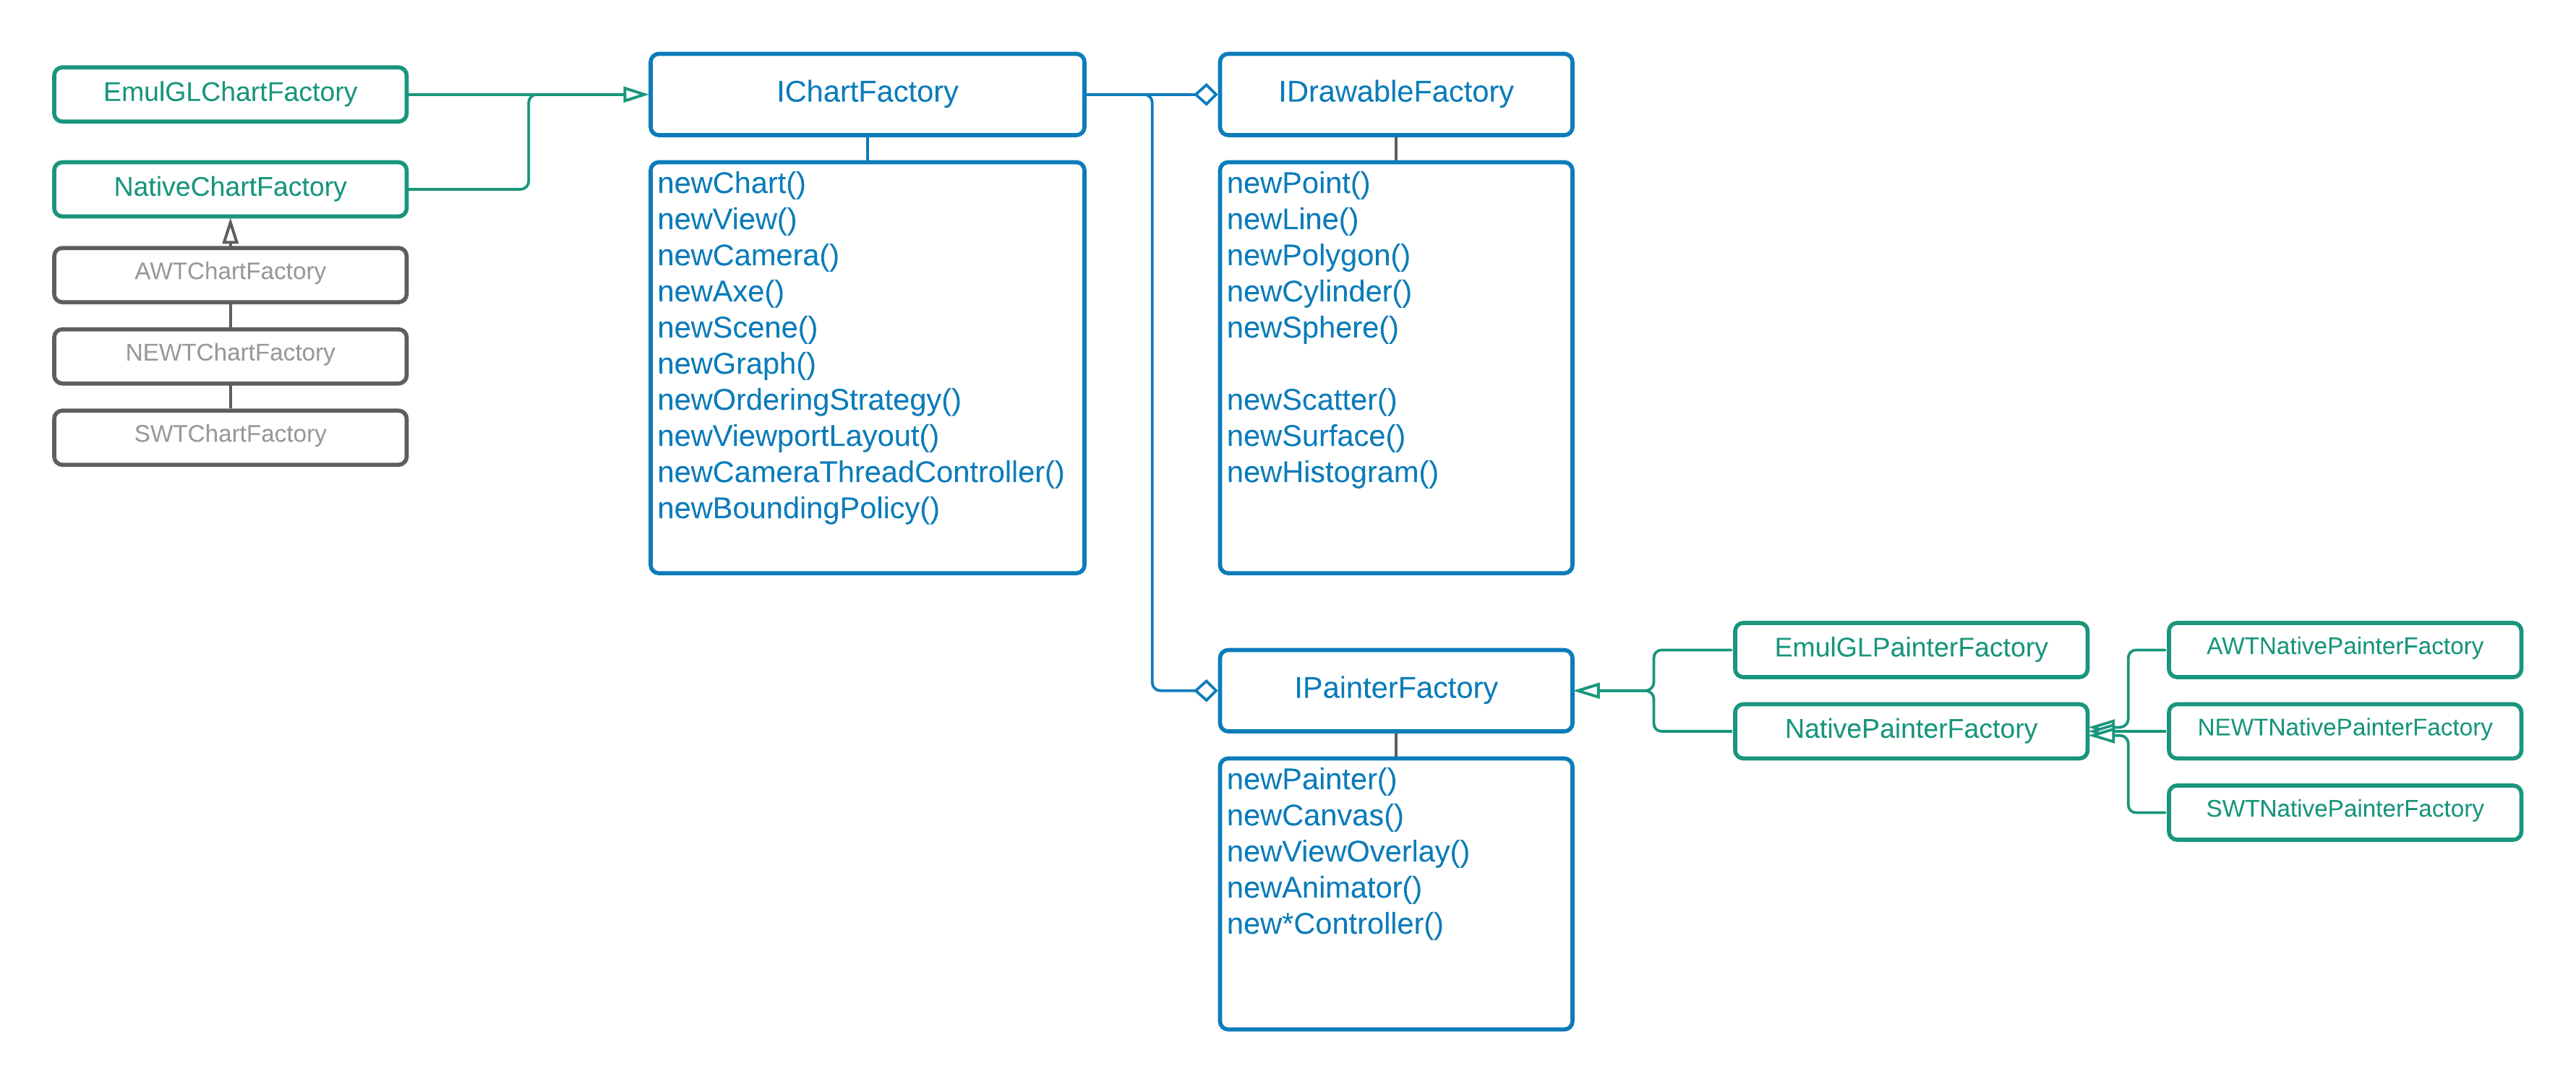 EmulGLChartFactory
NativeChartFactory
AWTChartFactory
NEWTChartFactory
SWTChartFactory
IChartFactory
newChart()
newView()
newCamera()
newAxe()
newScene()
newGraph()
newOrderingStrategy()
newViewportLayout()
newCameraThreadController()
newBoundingPolicy()
IDrawableFactory
newPoint()
newLine()
newPolygon()
newCylinder()
newSphere()
newScatter()
newSurface()
newHistogram()
IPainterFactory
newPainter()
newCanvas()
newViewOverlay()
newAnimator()
new*Controller()
EmulGLPainterFactory
NativePainterFactory
AWTNativePainterFactory
NEWTNativePainterFactory
SWTNativePainterFactory